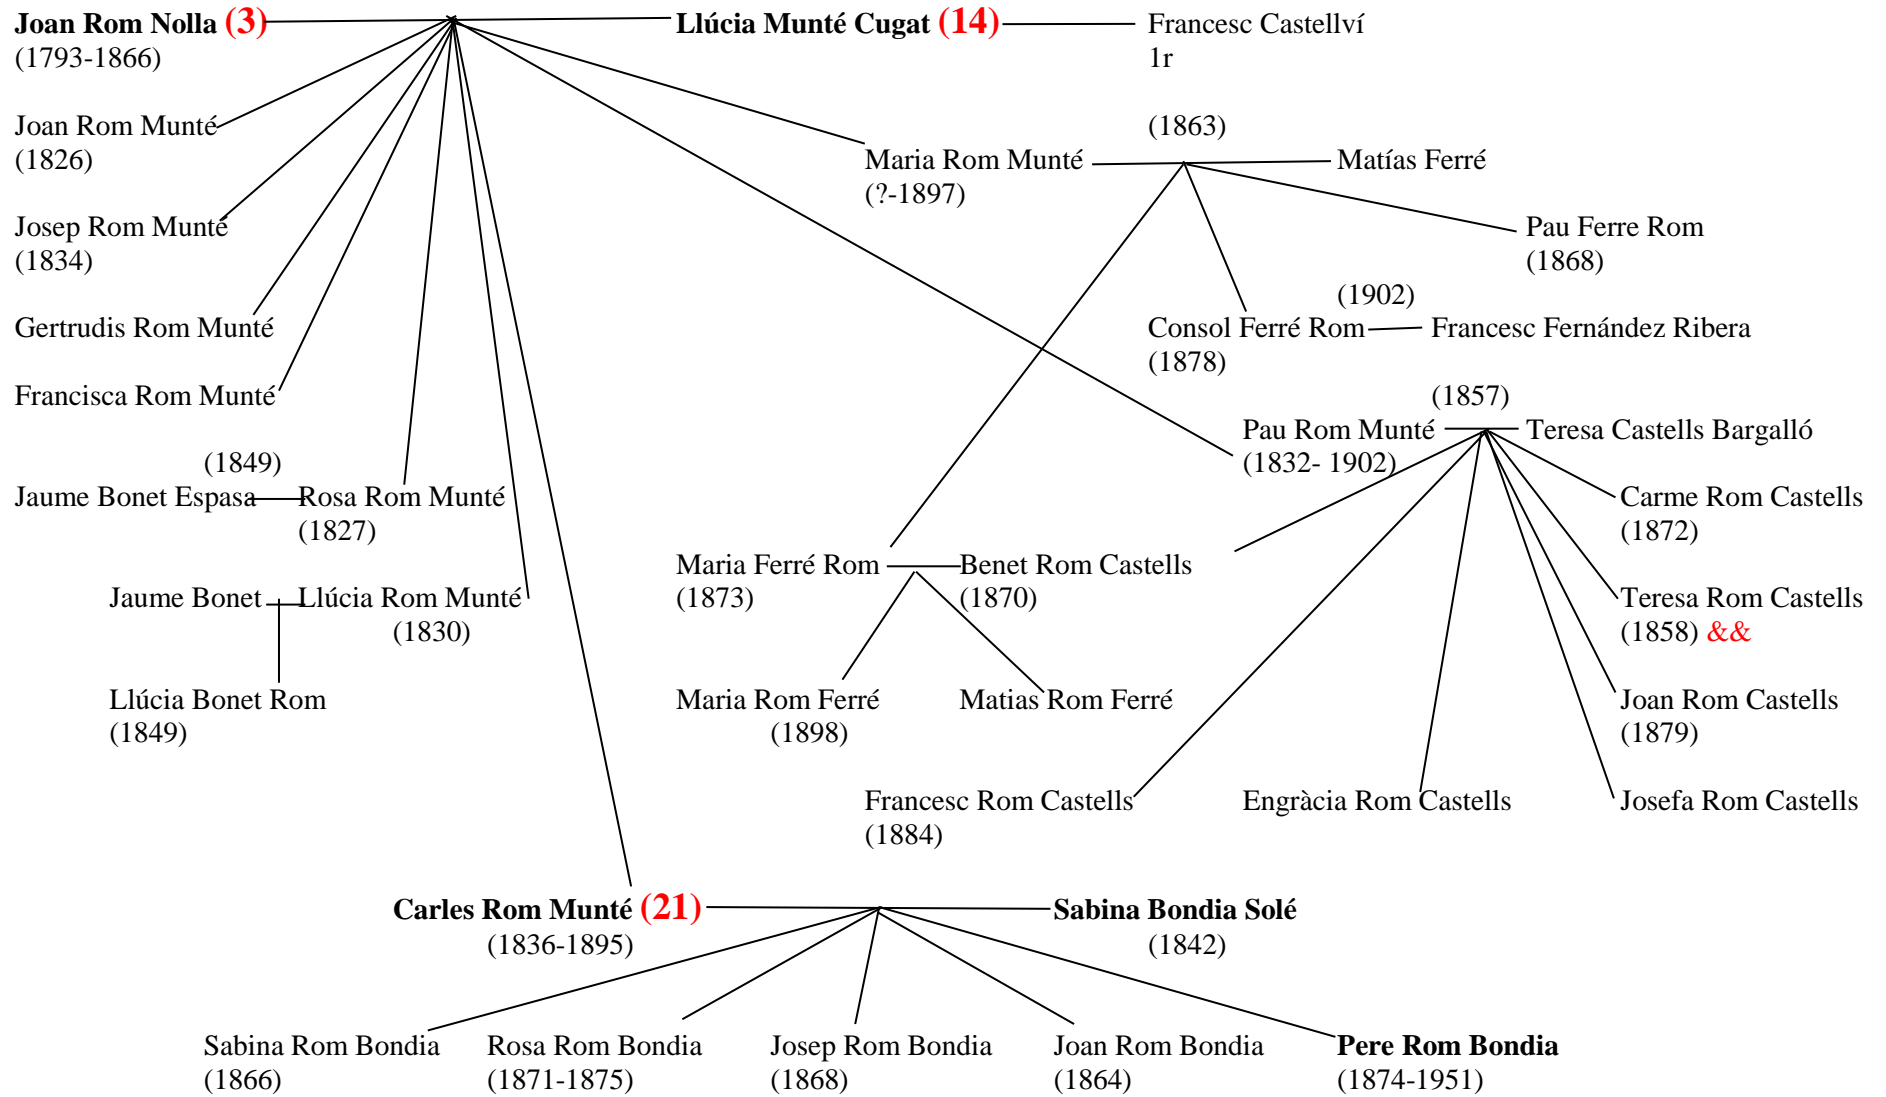 Joan Rom Nolla (3) Llúcia Munté Cugat (14) Francesc Castellví
(1793-1866) 1r
Joan Rom Munté (1863)
(1826) Maria Rom Munté Matías Ferré
(?-1897)
Josep Rom Munté Pau Ferre Rom
(1834) (1868)
(1902)
Gertrudis Rom Munté Consol Ferré Rom Francesc Fernández Ribera
(1878)
Francisca Rom Munté (1857)
Pau Rom Munté Teresa Castells Bargalló
(1849) (1832- 1902)
Jaume Bonet Espasa Rosa Rom Munté Carme Rom Castells
(1827) (1872)
Maria Ferré Rom Benet Rom Castells
Jaume Bonet Llúcia Rom Munté (1873) (1870) Teresa Rom Castells
(1830) (1858) &&
Llúcia Bonet Rom Maria Rom Ferré Matias Rom Ferré Joan Rom Castells
(1849) (1898) (1879)
Francesc Rom Castells Engràcia Rom Castells Josefa Rom Castells
(1884)
Carles Rom Munté (21) Sabina Bondia Solé
(1836-1895) (1842)
Sabina Rom Bondia Rosa Rom Bondia Josep Rom Bondia Joan Rom Bondia Pere Rom Bondia
(1866) (1871-1875) (1868) (1864) (1874-1951)